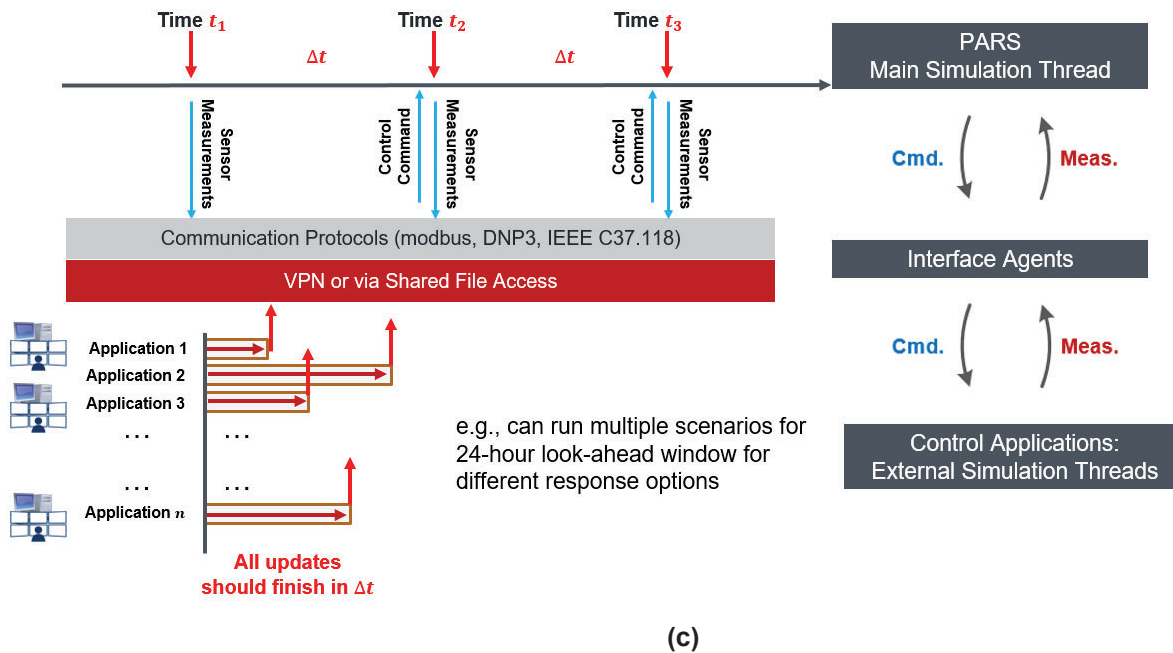 Time t₁
Time t₂
Time t₃
Δt
Δt
Sensor
Measurements
Control
Command
Sensor
Measurements
Control
Command
Sensor
Measurements
Communication Protocols (modbus, DNP3, IEEE C37.118)
VPN or via Shared File Access
Application 1
Application 2
Application 3
...
...
...
...
Application n
All updates
should finish in Δt
e.g., can run multiple scenarios for
24-hour look-ahead window for
different response options
PARS
Main Simulation Thread
Cmd.
Meas.
Interface Agents
Cmd.
Meas.
Control Applications:
External Simulation Threads
(c)